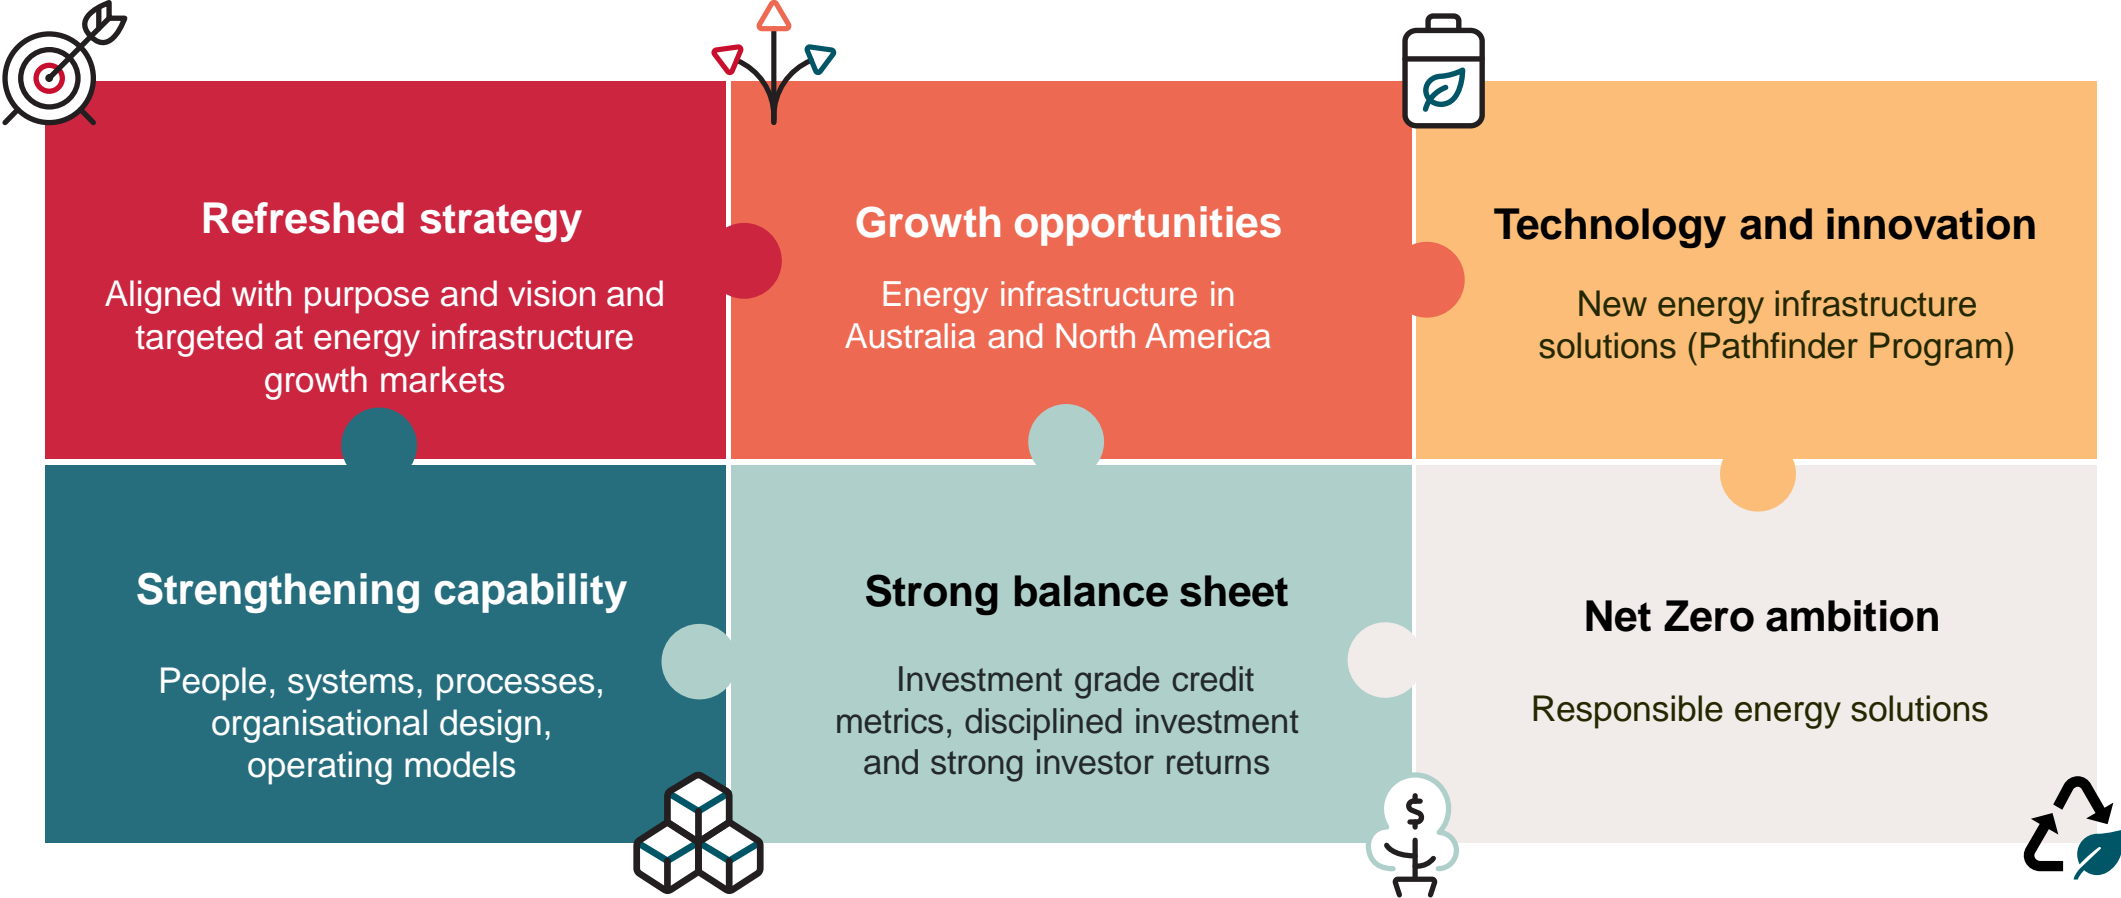 Refreshed strategy
Aligned with purpose and vision and
targeted at energy infrastructure
growth markets
Growth opportunities
Energy infrastructure in
Australia and North America
Technology and innovation
New energy infrastructure
solutions (Pathfinder Program)
Strengthening capability
People, systems, processes,
organisational design,
operating models
Strong balance sheet
Investment grade credit
metrics, disciplined investment
and strong investor returns
$
Net Zero ambition
Responsible energy solutions